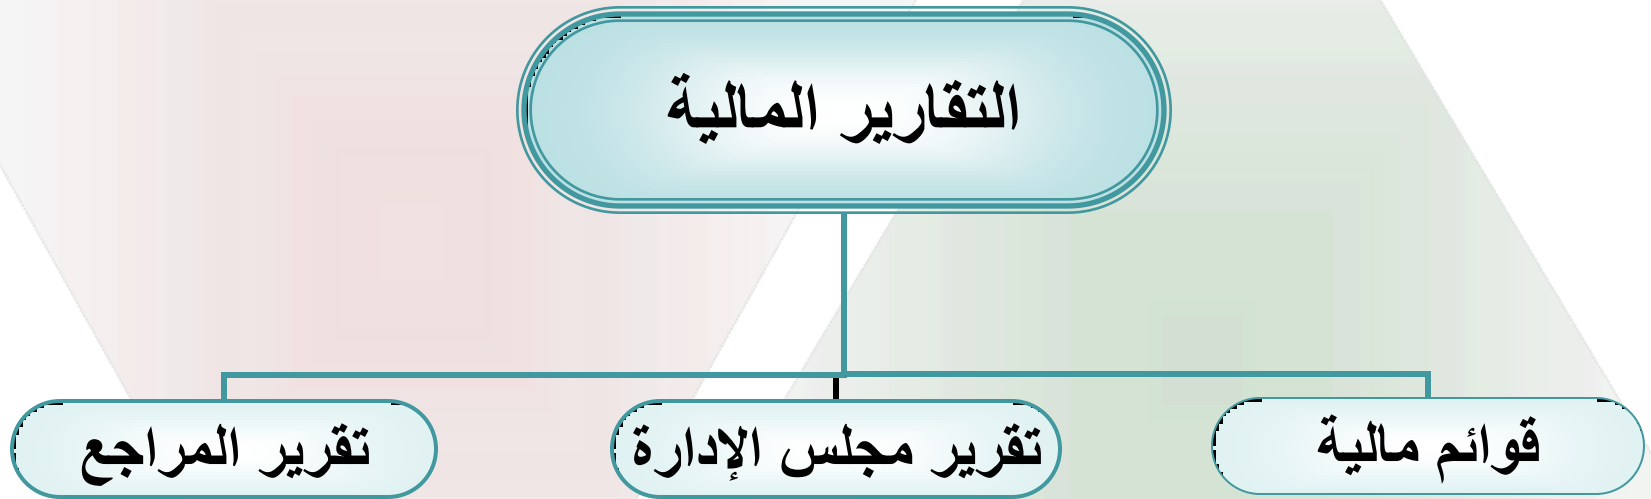 التقارير المالية
قوائم مالية
تقرير مجلس الإدارة
تقرير المراجع